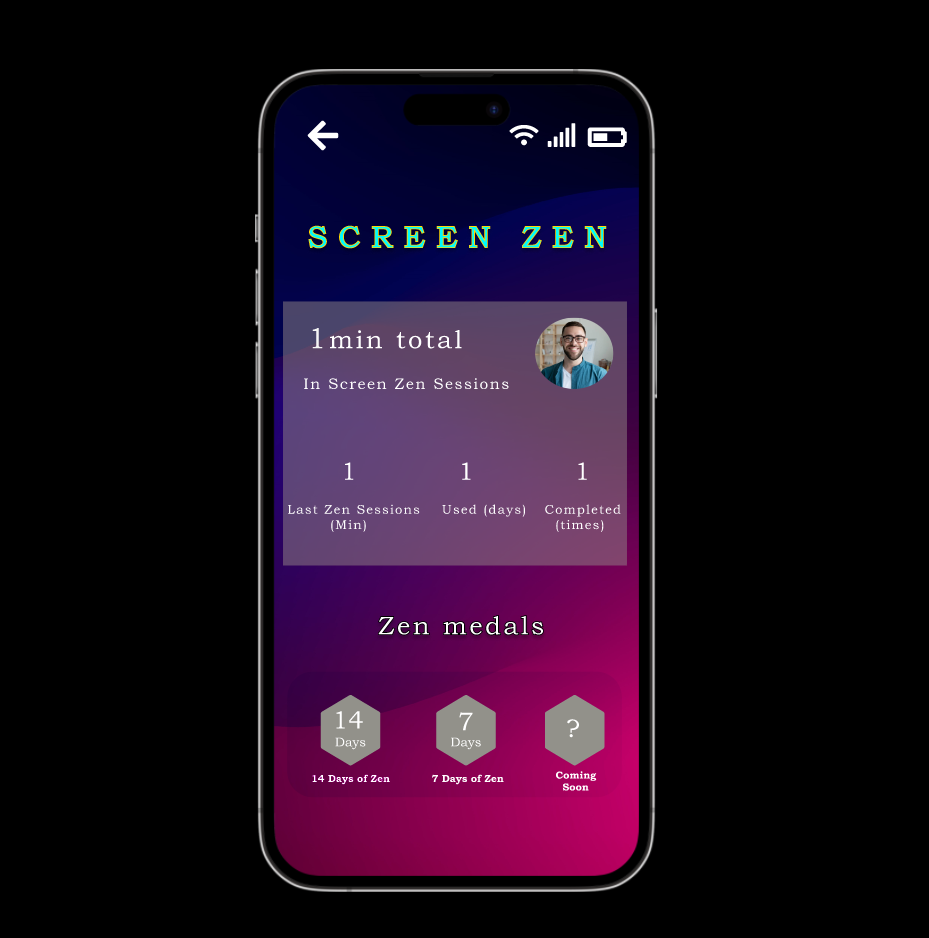 SCREEN ZEN
1min total
In Screen Zen Sessions
1 1 1
Last Zen Sessions Used (days) Completed
(Min) (times)
Zen medals
14 7 ?
Days Days
14 Days of Zen 7 Days of Zen Coming
Soon